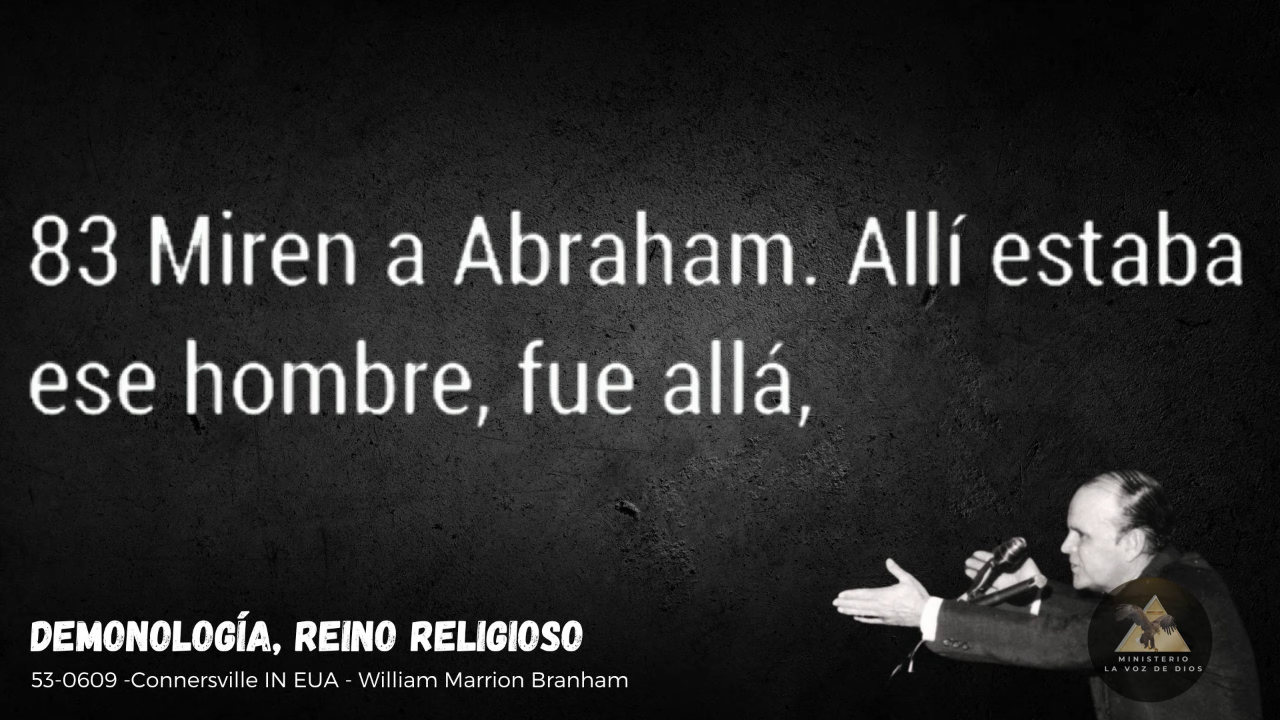 83 Miren a Abraham. Allí estaba
ese hombre, fue allá,
DEMONOLOGÍA, REINO RELIGIOSO
53-0609 -Connersville IN EUA - William Marrion Branham
MINISTERIO
LA VOZ DE DIOS